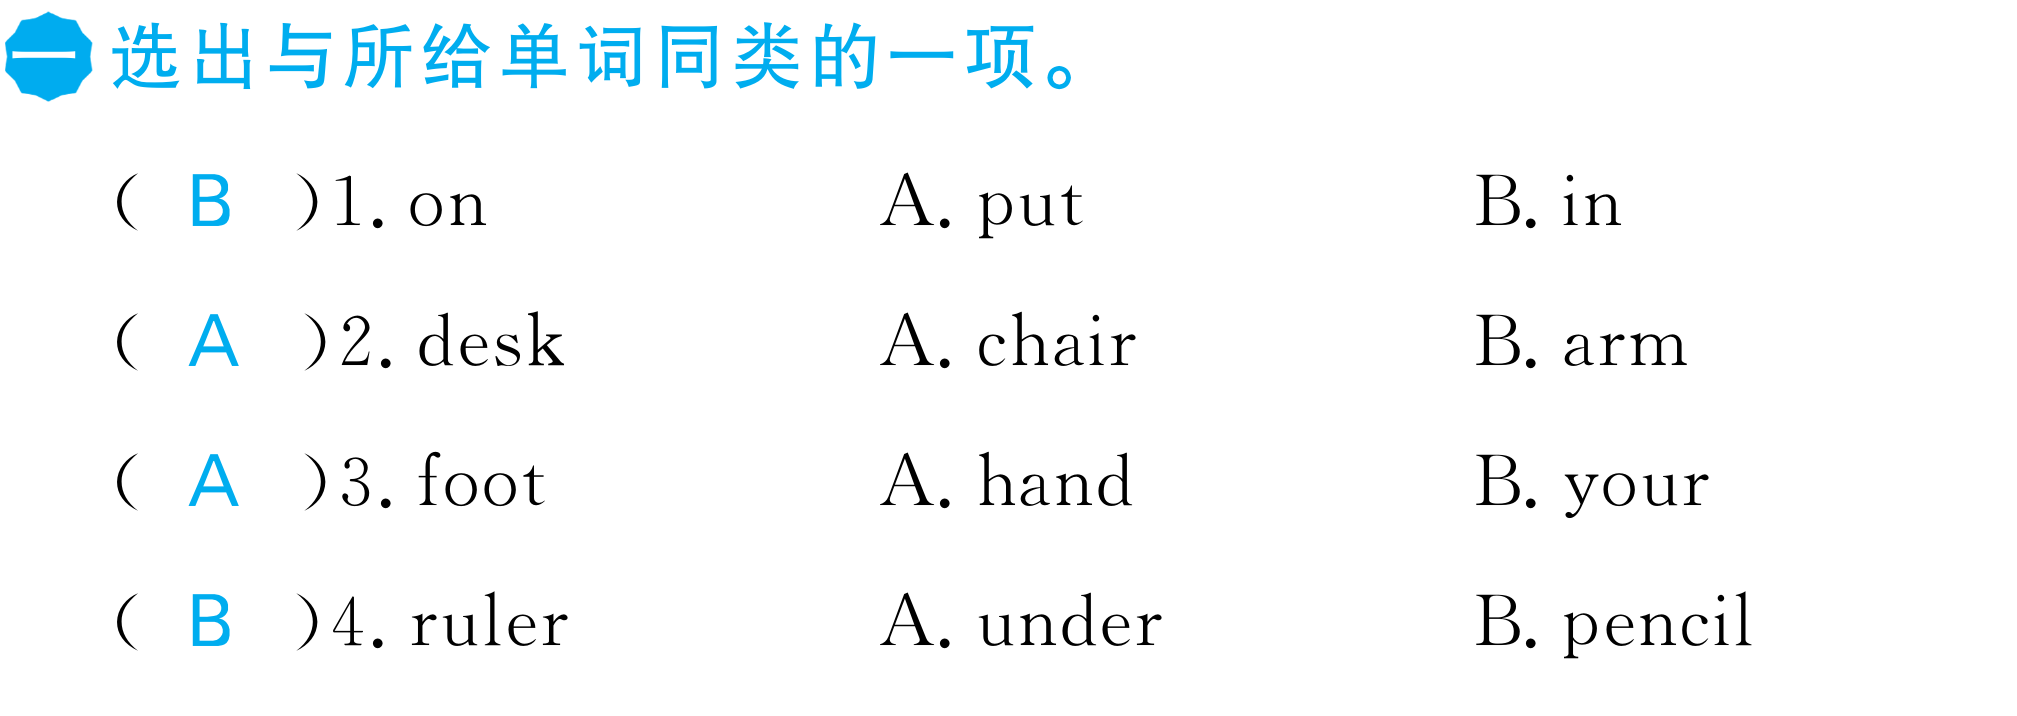 一 选出与所给单词同类的一项。
( B )1. on A. put B. in
( A )2. desk A. chair B. arm
( A )3. foot A. hand B. your
( B )4. ruler A. under B. pencil